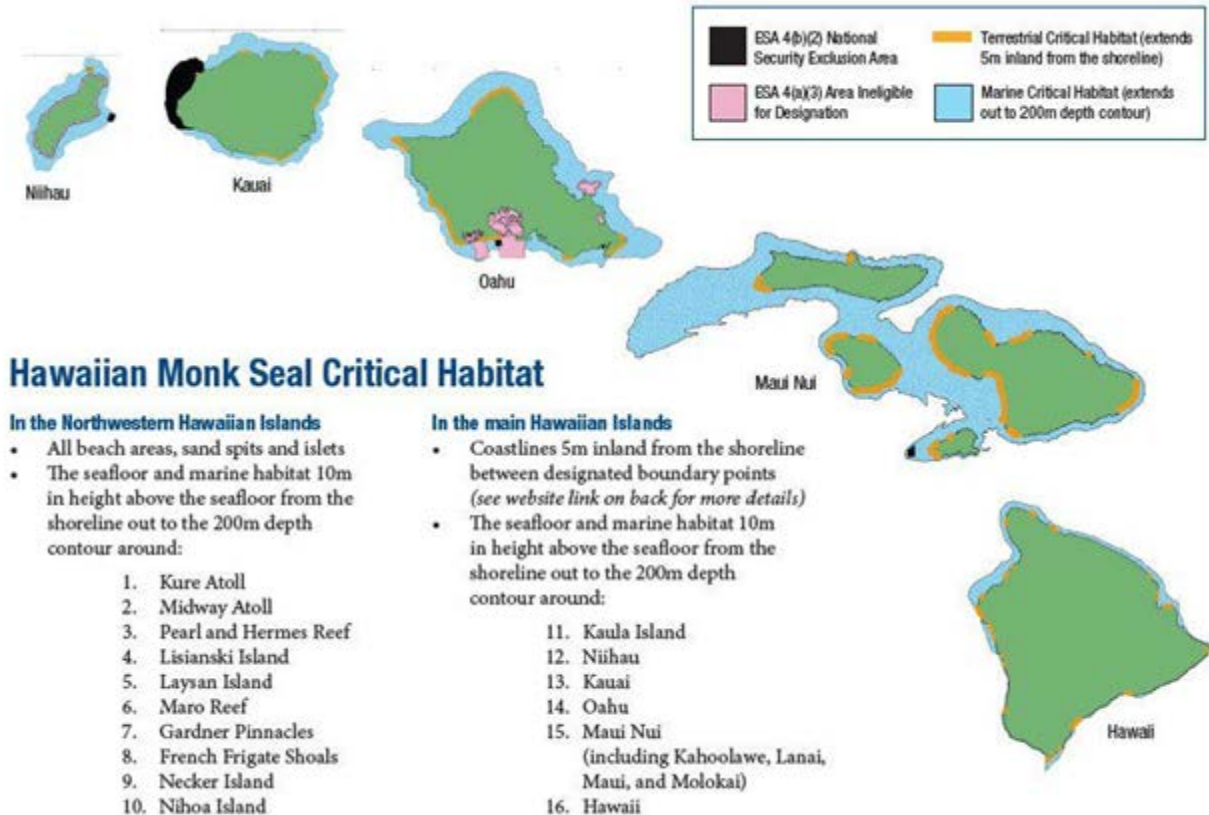 ESA 4(b)(2) National
Security Exclusion Area
ESA 4(a)(3) Area Ineligible
for Designation
Terrestrial Critical Habitat (extends
5m inland from the shoreline)
Marine Critical Habitat (extends
out to 200m depth contour)
Niihau
Kauai
Oahu
Maui Nui
Hawaii
Hawaiian Monk Seal Critical Habitat
In the Northwestern Hawaiian Islands
• All beach areas, sand spits and islets
• The seafloor and marine habitat 10m
in height above the seafloor from the
shoreline out to the 200m depth
contour around:
1. Kure Atoll
2. Midway Atoll
3. Pearl and Hermes Reef
4. Lisianski Island
5. Laysan Island
6. Maro Reef
7. Gardner Pinnacles
8. French Frigate Shoals
9. Necker Island
10. Nihoa Island
In the main Hawaiian Islands
• Coastlines 5m inland from the shoreline
between designated boundary points
(see website link on back for more details)
• The seafloor and marine habitat 10m
in height above the seafloor from the
shoreline out to the 200m depth
contour around:
11. Kaula Island
12. Niihau
13. Kauai
14. Oahu
15. Maui Nui
(including Kahoolawe, Lanai,
Maui, and Molokai)
16. Hawaii